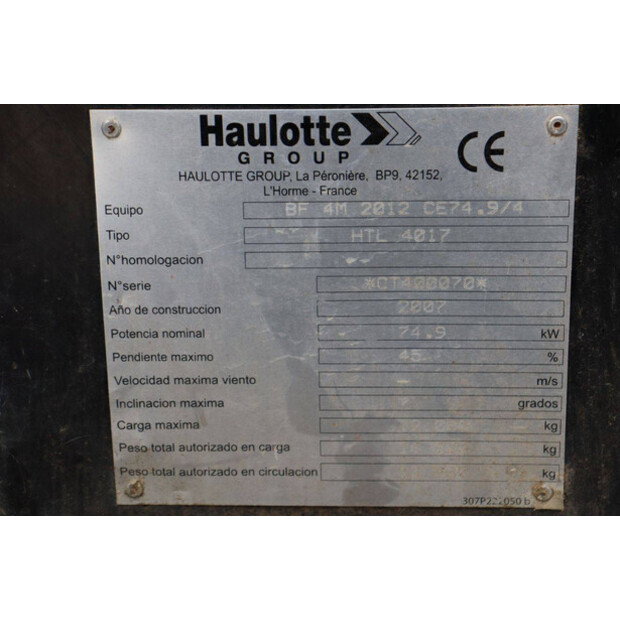 Haulotte
GROUP
CE
HAULOTTE GROUP, La Péronière, BP9, 42152,
L'Horme - France
Equipo BF 4M 2012 CE74.9/4
Tipo HTL 4017
N°homologacion
N°serie *CT400070*
Año de construccion 2007
Potencia nominal 74.9 kW
Pendiente maximo 45 %
Velocidad maxima viento - m/s
Inclinacion maxima grados
Carga maxima kg
Peso total autorizado en carga kg
Peso total autorizado en circulacion kg